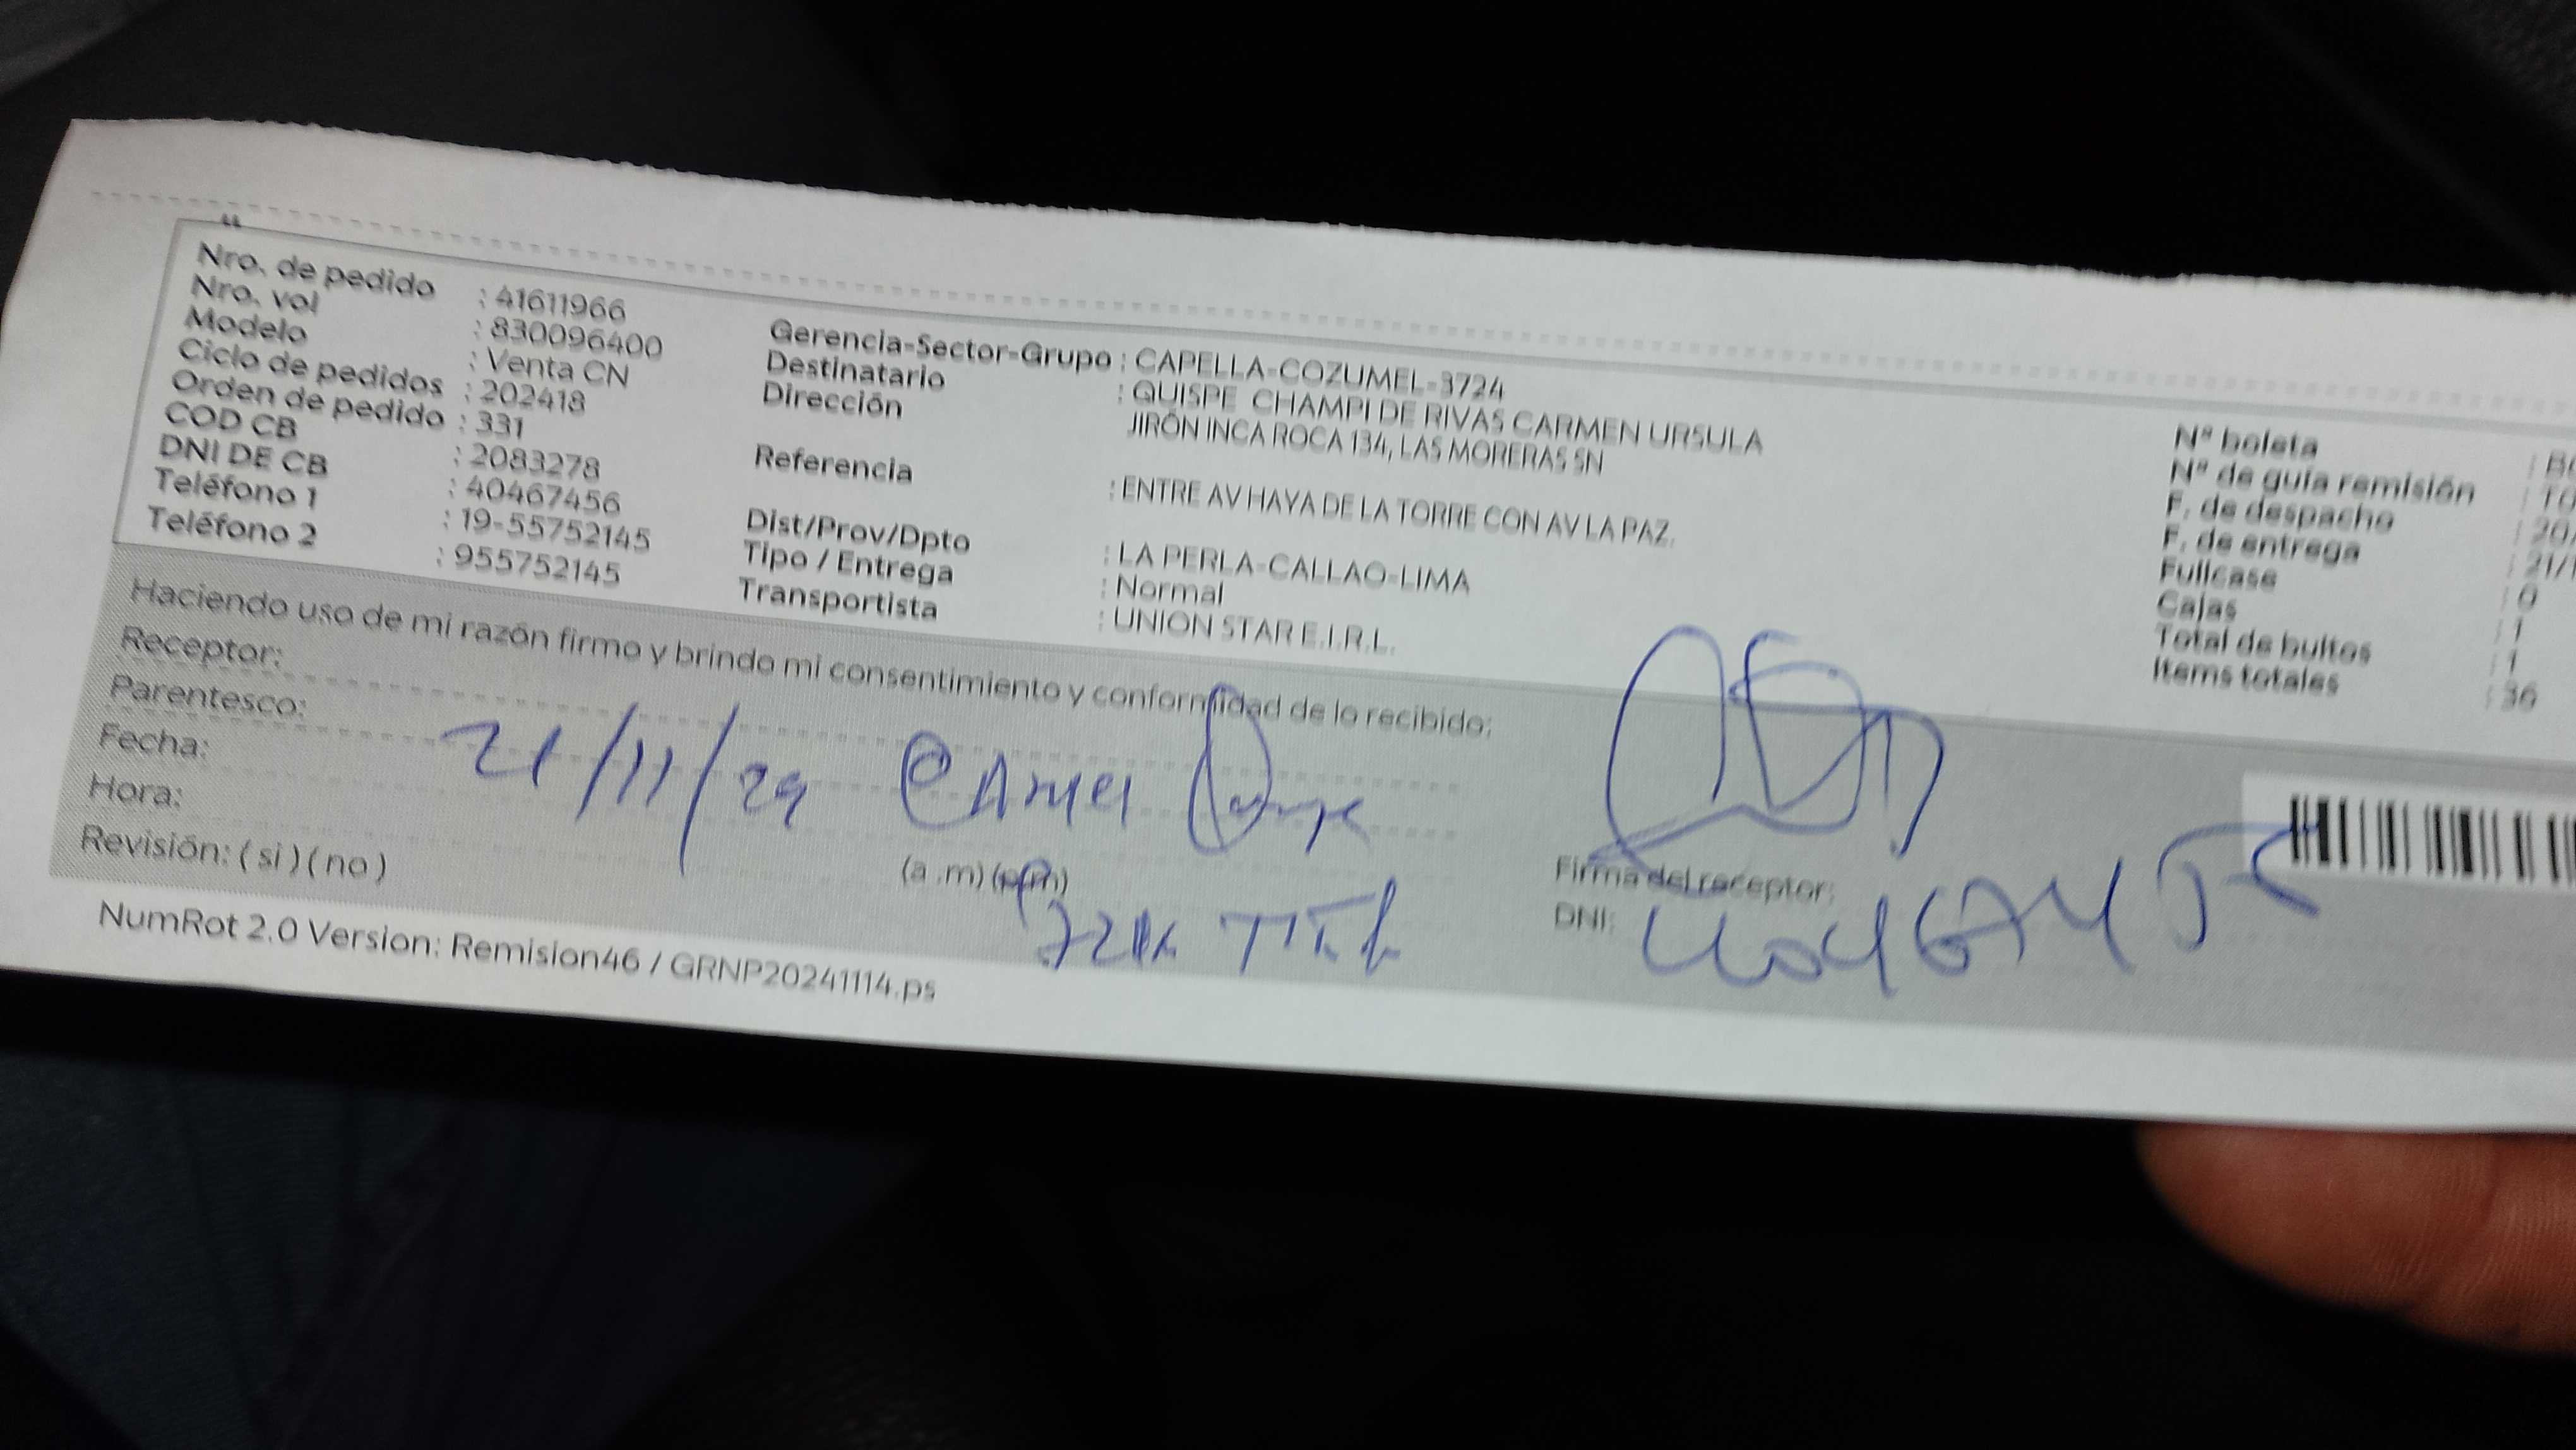 Nro. de pedido : 41611966
Nro. vol : 830096400
Modelo : Venta CN
Ciclo de pedidos : 202418
Orden de pedido : 331
COD CB : 2083278
DNI DE CB : 40467456
Teléfono 1 : 19-55752145
Teléfono 2 : 955752145
Gerencia-Sector-Grupo : CAPELLA-COZUMEL-3724
Destinatario : QUISPE CHAMPI DE RIVAS CARMEN URSULA
Dirección JIRÓN INCA ROCA 134, LAS MORERAS SN
Referencia : ENTRE AV HAYA DE LA TORRE CON AV LA PAZ.
Dist/Prov/Dpto : LA PERLA-CALLAO-LIMA
Tipo / Entrega : Normal
Transportista : UNION STAR E.I.R.L.
N° boleta
N° de guía remisión : 10
F. de despacho : 20/
F. de entrega : 21/1
Fullcase : 0
Cajas : 1
Total de bultos : 1
Items totales : 36
Haciendo uso de mi razón firmo y brindo mi consentimiento y conformidad de lo recibido:
Receptor:
Parentesco:
Fecha: 21/11/24
Hora: (a .m) (p.m)
Revisión: ( si ) ( no )
Firma del receptor:
DNI: 4046745
NumRot 2.0 Version: Remision46 / GRNP20241114.ps